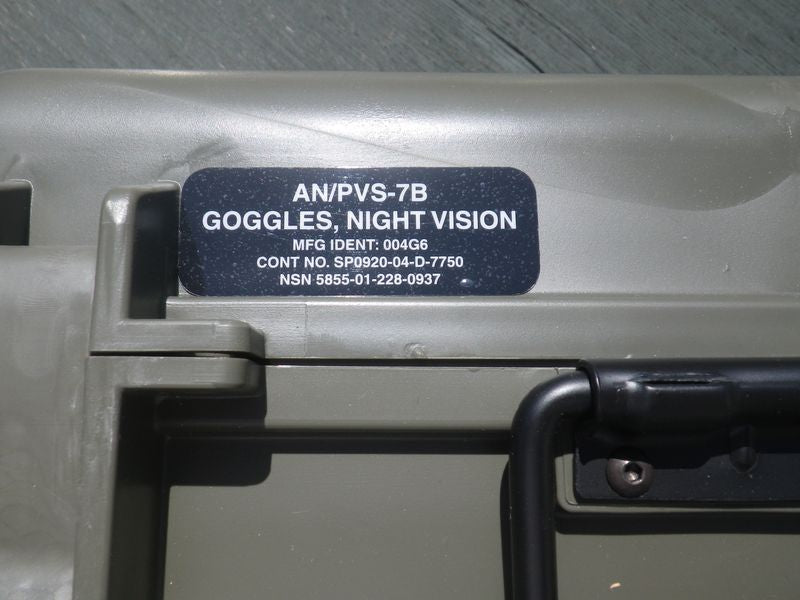 AN/PVS-7B
GOGGLES, NIGHT VISION
MFG IDENT: 004G6
CONT NO. SP0920-04-D-7750
NSN 5855-01-228-0937